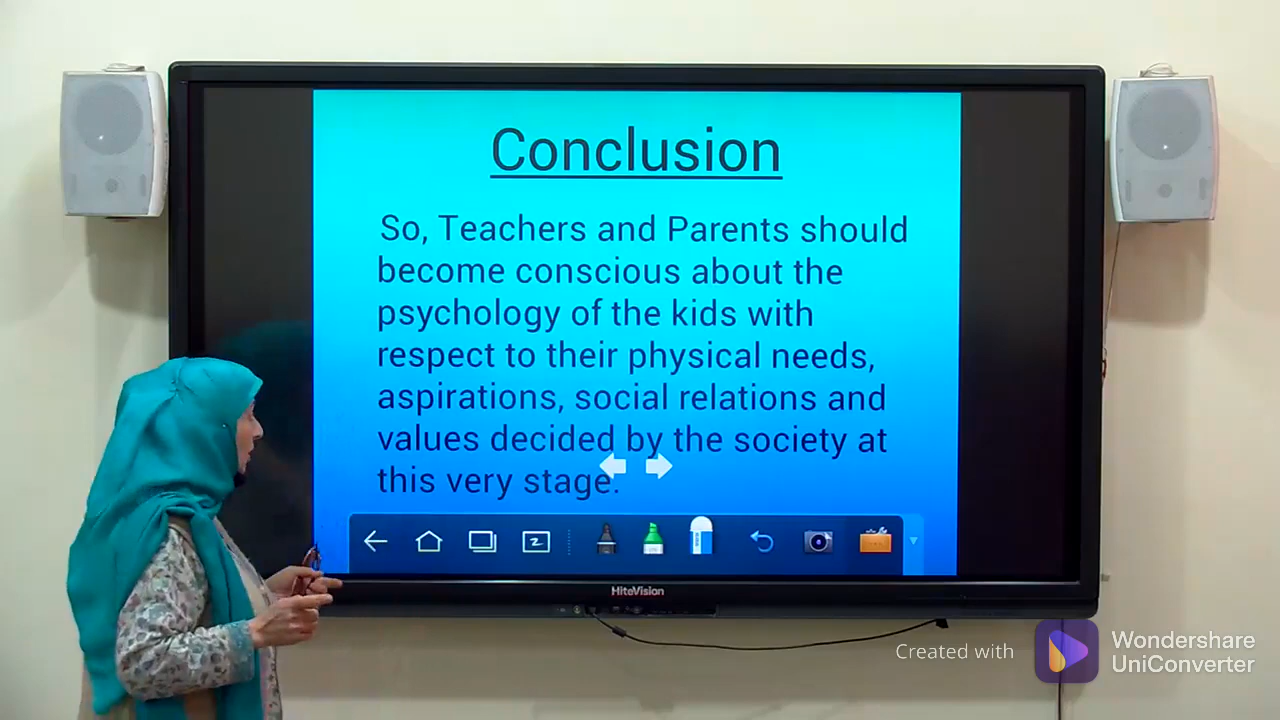 Conclusion
So, Teachers and Parents should
become conscious about the
psychology of the kids with
respect to their physical needs,
aspirations, social relations and
values decided by the society at
this very stage.
HiteVision
Created with
Wondershare
UniConverter